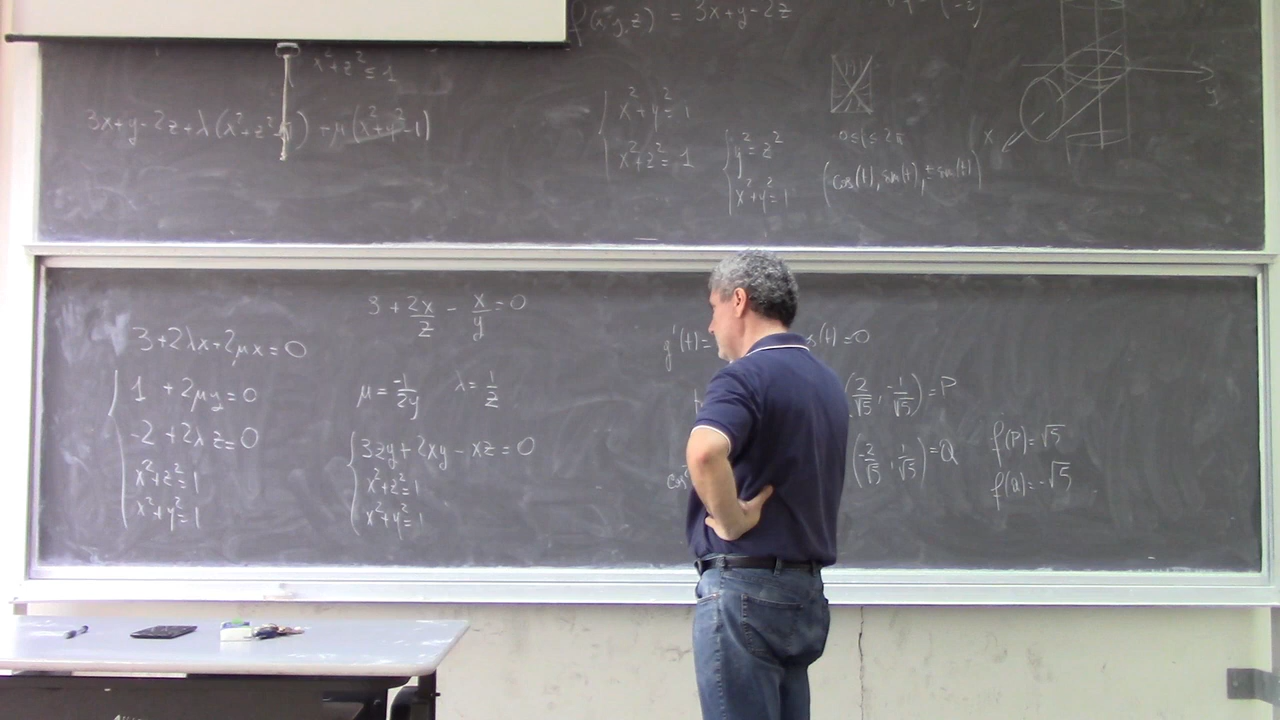 f(x,y,z) = 3x+y-2z
x²+z²=1
3x+y-2z+λ(x²+z²-1)+μ(x²+y²-1)
x²+y²=1
x²+z²=1
y²=z²
x²+y²=1
0≤t≤2π
(cos(t), sin(t), ±sin(t))
x
y
3+2λx+2μx=0
1 +2μy=0
-2+2λz=0
x²+z²=1
x²+y²=1
3+2x/z - x/y=0
μ=-1/2y λ=1/z
3zy+2xy-xz=0
x²+z²=1
x²+y²=1
g'(t)= s(t)=0
(2/√5, -1/√5)=P
cos (-2/√5, 1/√5)=Q
f(P)=√5
f(Q)=-√5